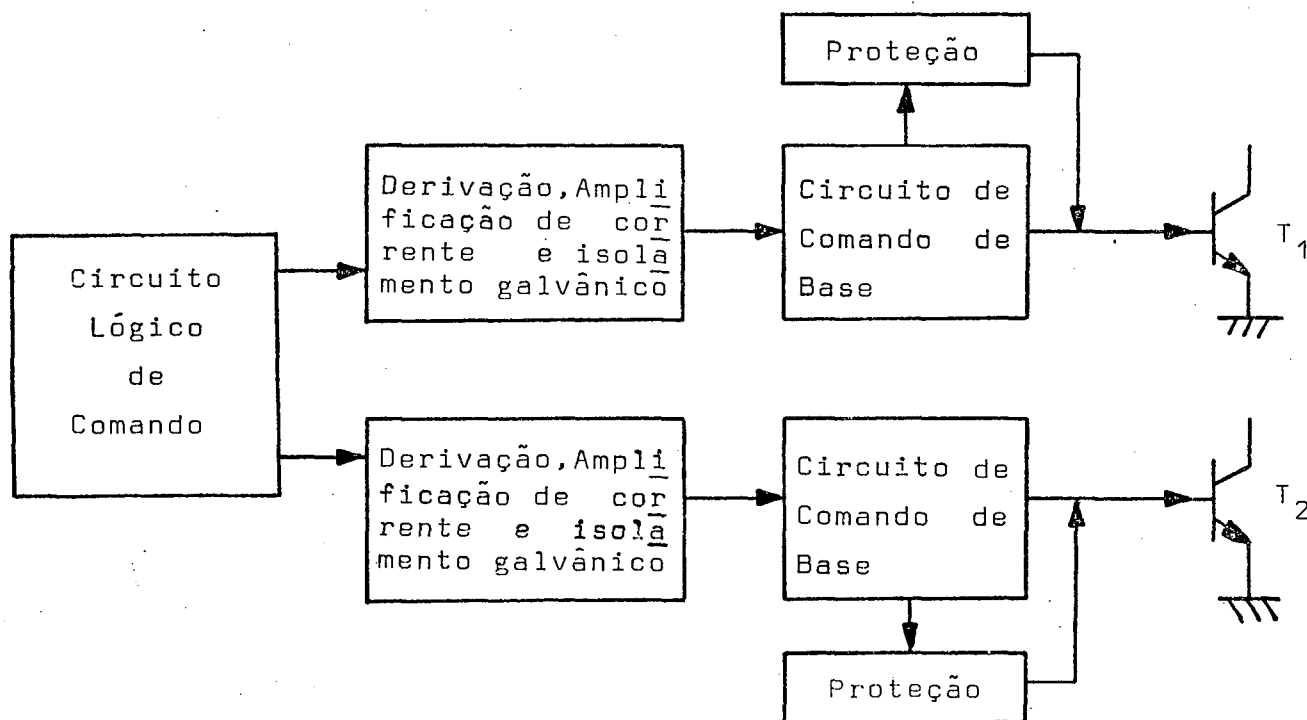 Proteção
Derivação, Ampli
ficação de cor
rente e isola
mento galvânico
Circuito de
Comando de
Base
T1
Circuito
Lógico
de
Comando
Derivação, Ampli
ficação de cor
rente e isola
mento galvânico
Circuito de
Comando de
Base
T2
Proteção